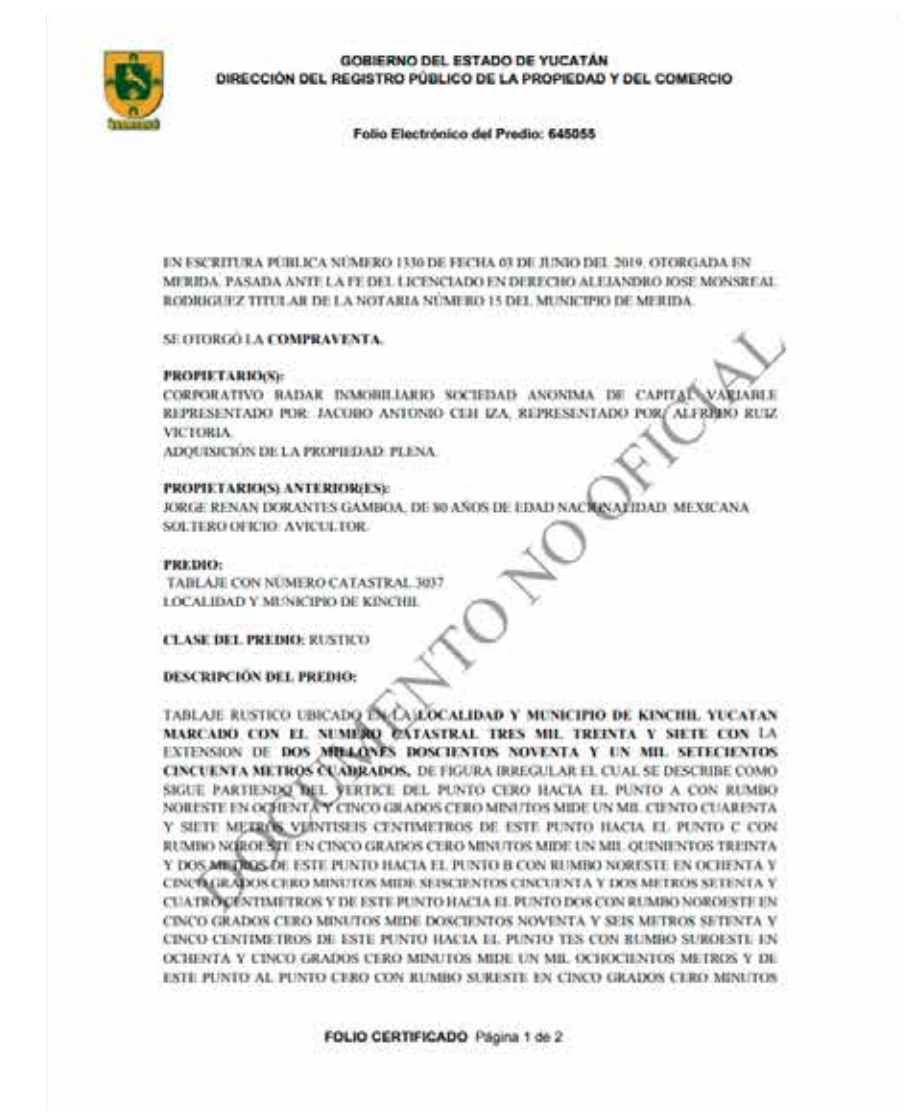 GOBIERNO DEL ESTADO DE YUCATÁN
DIRECCIÓN DEL REGISTRO PÚBLICO DE LA PROPIEDAD Y DEL COMERCIO
Folio Electrónico del Predio: 645055
EN ESCRITURA PÚBLICA NÚMERO 1330 DE FECHA 03 DE JUNIO DEL 2019. OTORGADA EN
MERIDA, PASADA ANTE LA FE DEL LICENCIADO EN DERECHO ALEJANDRO JOSE MONSREAL
RODRIGUEZ TITULAR DE LA NOTARIA NÚMERO 15 DEL MUNICIPIO DE MERIDA.
SE OTORGÓ LA COMPRAVENTA.
PROPIETARIO(S):
CORPORATIVO BADAR INMOBILIARIO SOCIEDAD ANONIMA DE CAPITAL VARIABLE
REPRESENTADO POR: JACOBO ANTONIO CEH IZA, REPRESENTADO POR: ALFREDO RUIZ
VICTORIA.
ADQUISICIÓN DE LA PROPIEDAD: PLENA.
PROPIETARIO(S) ANTERIOR(ES):
JORGE RENAN DORANTES GAMBOA, DE 80 AÑOS DE EDAD NACIONALIDAD: MEXICANA
SOLTERO OFICIO: AVICULTOR.
PREDIO:
TABLAJE CON NÚMERO CATASTRAL 3037
LOCALIDAD Y MUNICIPIO DE KINCHIL
CLASE DEL PREDIO: RUSTICO
DESCRIPCIÓN DEL PREDIO:
TABLAJE RUSTICO UBICADO EN LA LOCALIDAD Y MUNICIPIO DE KINCHIL YUCATAN
MARCADO CON EL NUMERO CATASTRAL TRES MIL TREINTA Y SIETE CON LA
EXTENSION DE DOS MILLONES DOSCIENTOS NOVENTA Y UN MIL SETECIENTOS
CINCUENTA METROS CUADRADOS, DE FIGURA IRREGULAR EL CUAL SE DESCRIBE COMO
SIGUE PARTIENDO DEL VERTICE DEL PUNTO CERO HACIA EL PUNTO A CON RUMBO
NORESTE EN OCHENTA Y CINCO GRADOS CERO MINUTOS MIDE UN MIL CIENTO CUARENTA
Y SIETE METROS VEINTISEIS CENTIMETROS DE ESTE PUNTO HACIA EL PUNTO C CON
RUMBO NOROESTE EN CINCO GRADOS CERO MINUTOS MIDE UN MIL QUINIENTOS TREINTA
Y DOS METROS DE ESTE PUNTO HACIA EL PUNTO B CON RUMBO NORESTE EN OCHENTA Y
CINCO GRADOS CERO MINUTOS MIDE SEISCIENTOS CINCUENTA Y DOS METROS SETENTA Y
CUATRO CENTIMETROS Y DE ESTE PUNTO HACIA EL PUNTO DOS CON RUMBO NOROESTE EN
CINCO GRADOS CERO MINUTOS MIDE DOSCIENTOS NOVENTA Y SEIS METROS SETENTA Y
CINCO CENTIMETROS DE ESTE PUNTO HACIA EL PUNTO TES CON RUMBO SUROESTE EN
OCHENTA Y CINCO GRADOS CERO MINUTOS MIDE UN MIL OCHOCIENTOS METROS Y DE
ESTE PUNTO AL PUNTO CERO CON RUMBO SURESTE EN CINCO GRADOS CERO MINUTOS
DOCUMENTO NO OFICIAL
FOLIO CERTIFICADO Página 1 de 2